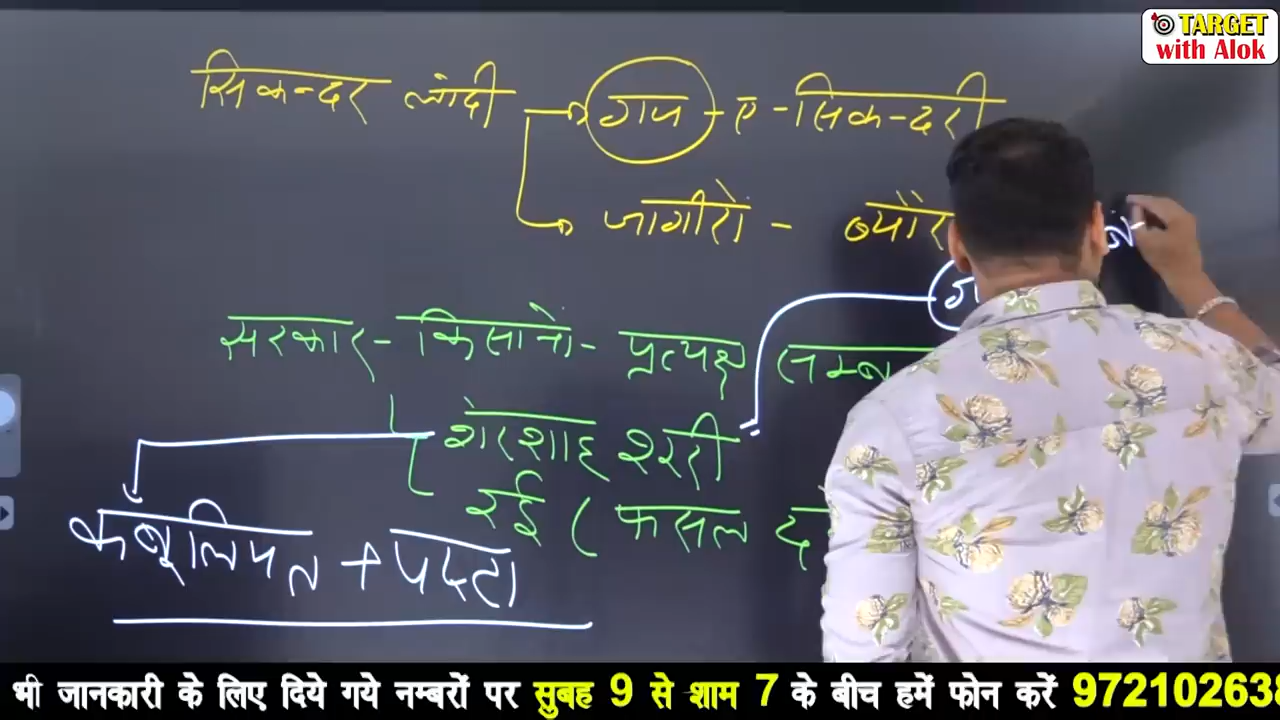 TARGET
with Alok
सिकन्दर लोदी
गज - ए - सिकन्दरी
जागीरों -
सरकार - किसानों - प्रत्यक्ष
शेरशाह
रई ( फसल
कबूलियत + पट्टा
भी जानकारी के लिए दिये गये नम्बरों पर सुबह 9 से शाम 7 के बीच हमें फोन करें 972102638